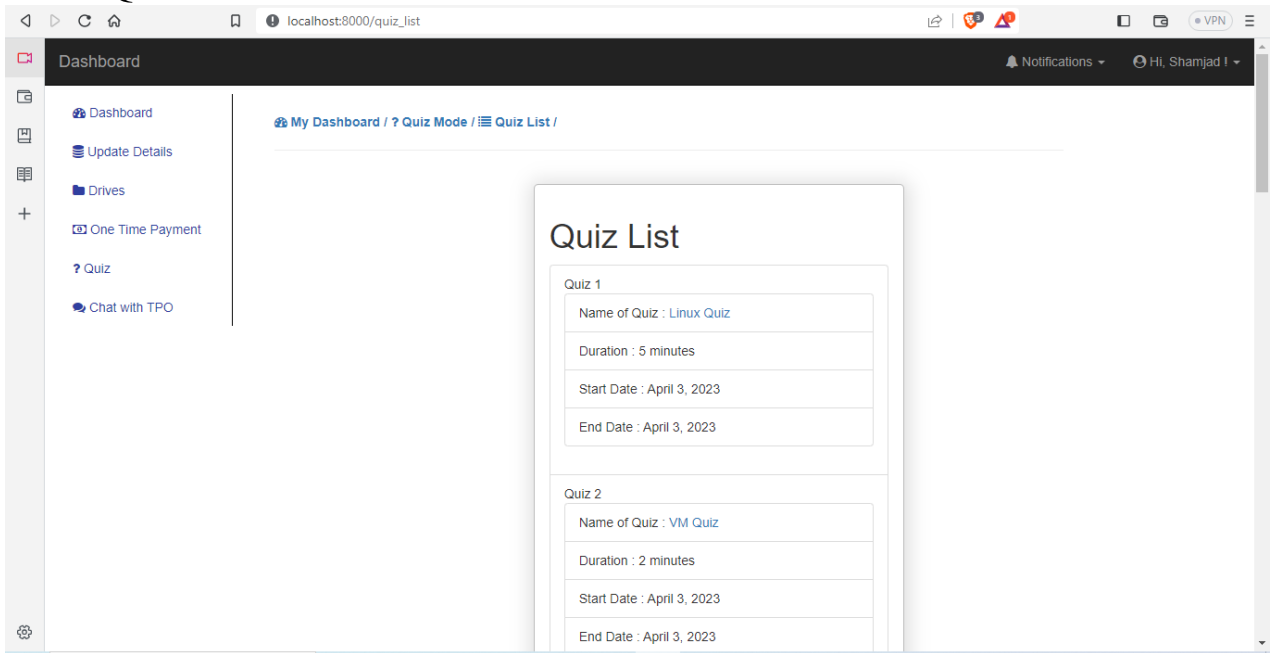 localhost:8000/quiz_list
3
1
VPN
Dashboard
Notifications
Hi, Shamjad !
Dashboard
Update Details
Drives
One Time Payment
? Quiz
Chat with TPO
My Dashboard / ? Quiz Mode / Quiz List /
Quiz List
Quiz 1
Name of Quiz : Linux Quiz
Duration : 5 minutes
Start Date : April 3, 2023
End Date : April 3, 2023
Quiz 2
Name of Quiz : VM Quiz
Duration : 2 minutes
Start Date : April 3, 2023
End Date : April 3, 2023